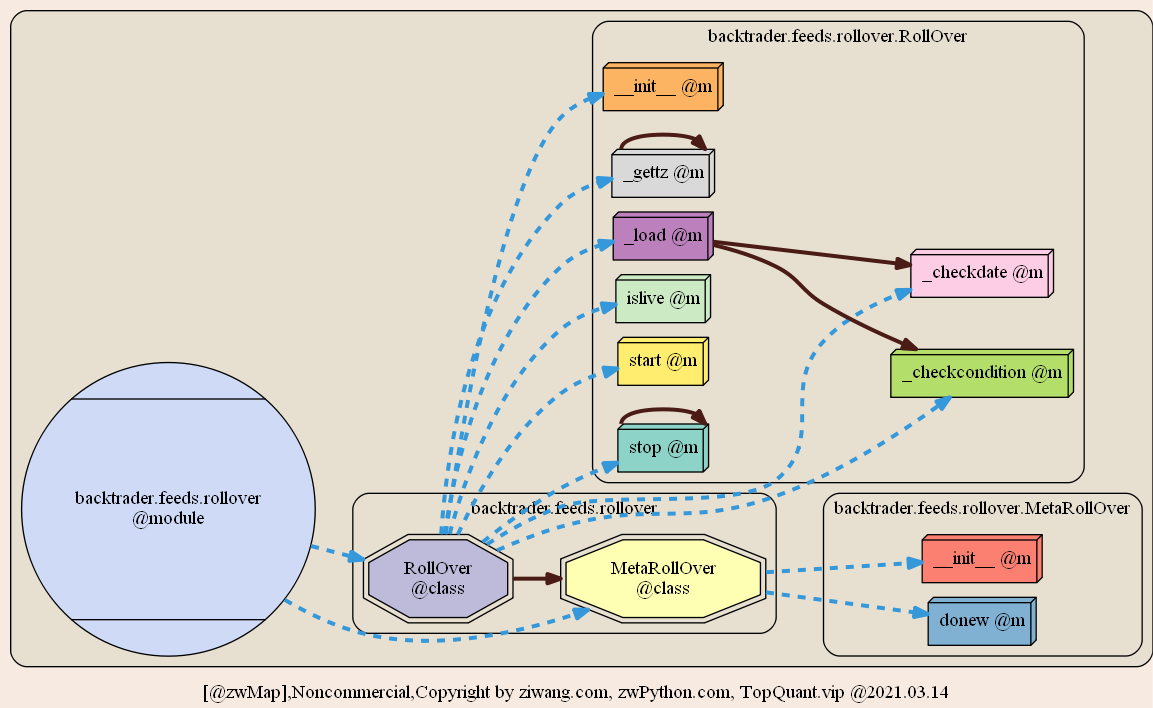 backtrader.feeds.rollover.RollOver
__init__ @m
_gettz @m
_load @m
_checkdate @m
islive @m
start @m
_checkcondition @m
stop @m
backtrader.feeds.rollover
@module
backtrader.feeds.rollover
RollOver
@class
MetaRollOver
@class
backtrader.feeds.rollover.MetaRollOver
__init__ @m
donew @m
[@zwMap],Noncommercial,Copyright by ziwang.com, zwPython.com, TopQuant.vip @2021.03.14